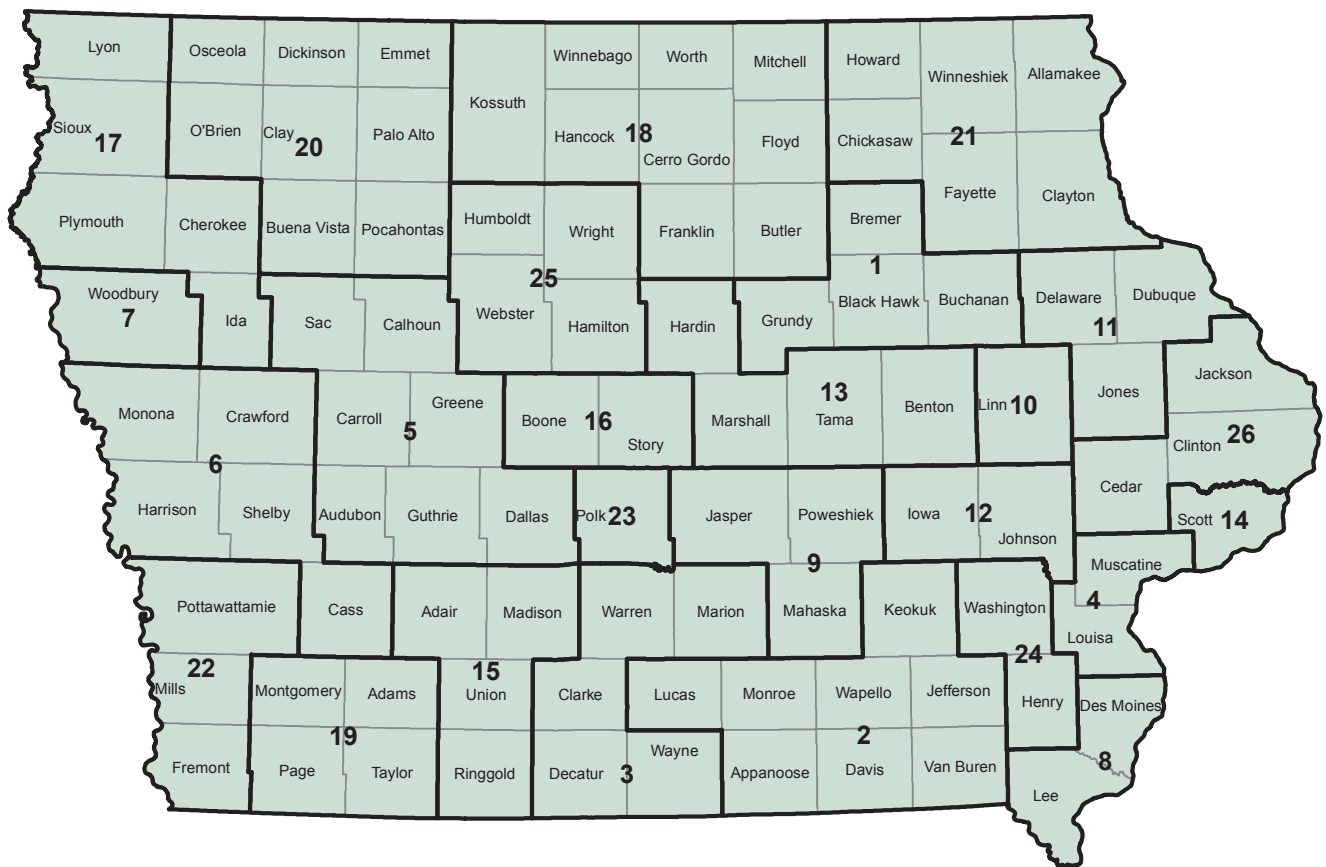 Lyon
Osceola
Dickinson
Emmet
Kossuth
Winnebago
Worth
Mitchell
Howard
Winneshiek
Allamakee
Sioux
17
O'Brien
Clay
20
Palo Alto
Hancock
18
Cerro Gordo
Floyd
Chickasaw
21
Fayette
Clayton
Plymouth
Cherokee
Buena Vista
Pocahontas
Humboldt
Wright
Franklin
Butler
Bremer
1
25
Woodbury
7
Ida
Sac
Calhoun
Webster
Hamilton
Hardin
Grundy
Black Hawk
Buchanan
Delaware
Dubuque
11
Monona
Crawford
6
Carroll
Greene
5
Boone
16
Story
Marshall
13
Tama
Benton
Linn
10
Jones
Jackson
Clinton
26
Harrison
Shelby
Audubon
Guthrie
Dallas
Polk
23
Jasper
Poweshiek
9
Iowa
12
Johnson
Cedar
Scott
14
Muscatine
4
Louisa
Pottawattamie
Cass
Adair
Madison
Warren
Marion
Mahaska
Keokuk
Washington
24
22
Mills
Montgomery
Adams
19
15
Union
Clarke
Lucas
Monroe
Wapello
Jefferson
Henry
Des Moines
8
Fremont
Page
Taylor
Ringgold
Decatur
3
Wayne
Appanoose
2
Davis
Van Buren
Lee